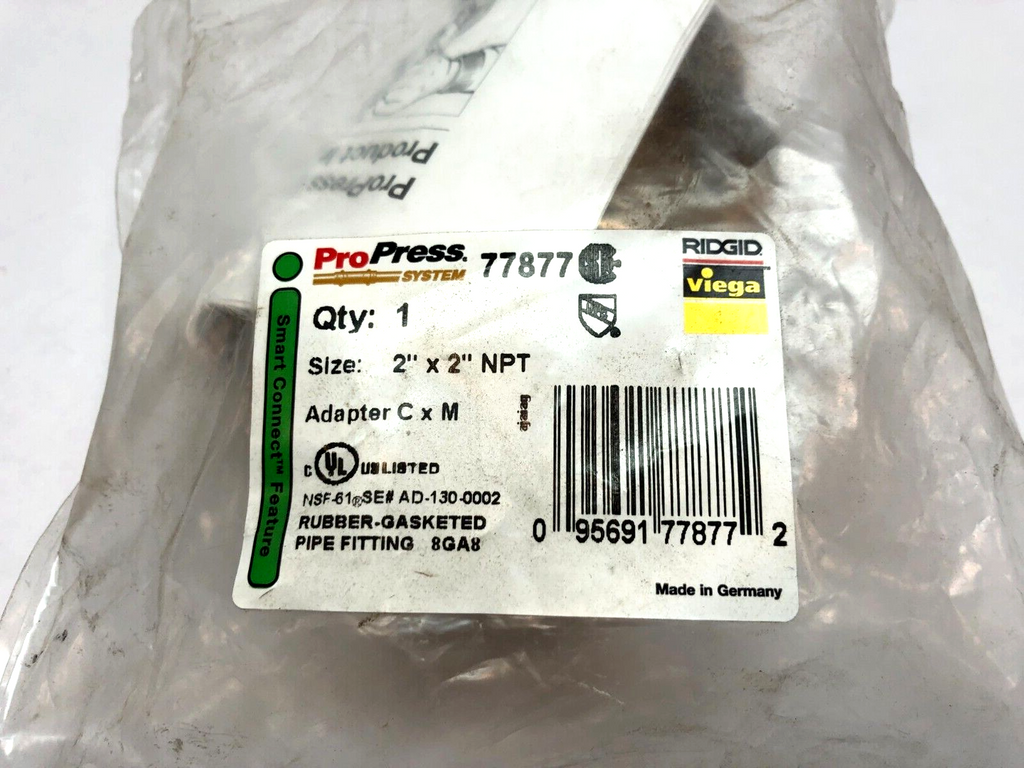 ProPress
Product
ProPress. 77877
SYSTEM
RIDGID
Viega
Qty: 1
Size: 2" x 2" NPT
Adapter C x M
Smart Connect™ Feature
C UL US LISTED
NSF-61® SE# AD-130-0002
RUBBER-GASKETED
PIPE FITTING 8GA8
0 95691 77877 2
Made in Germany